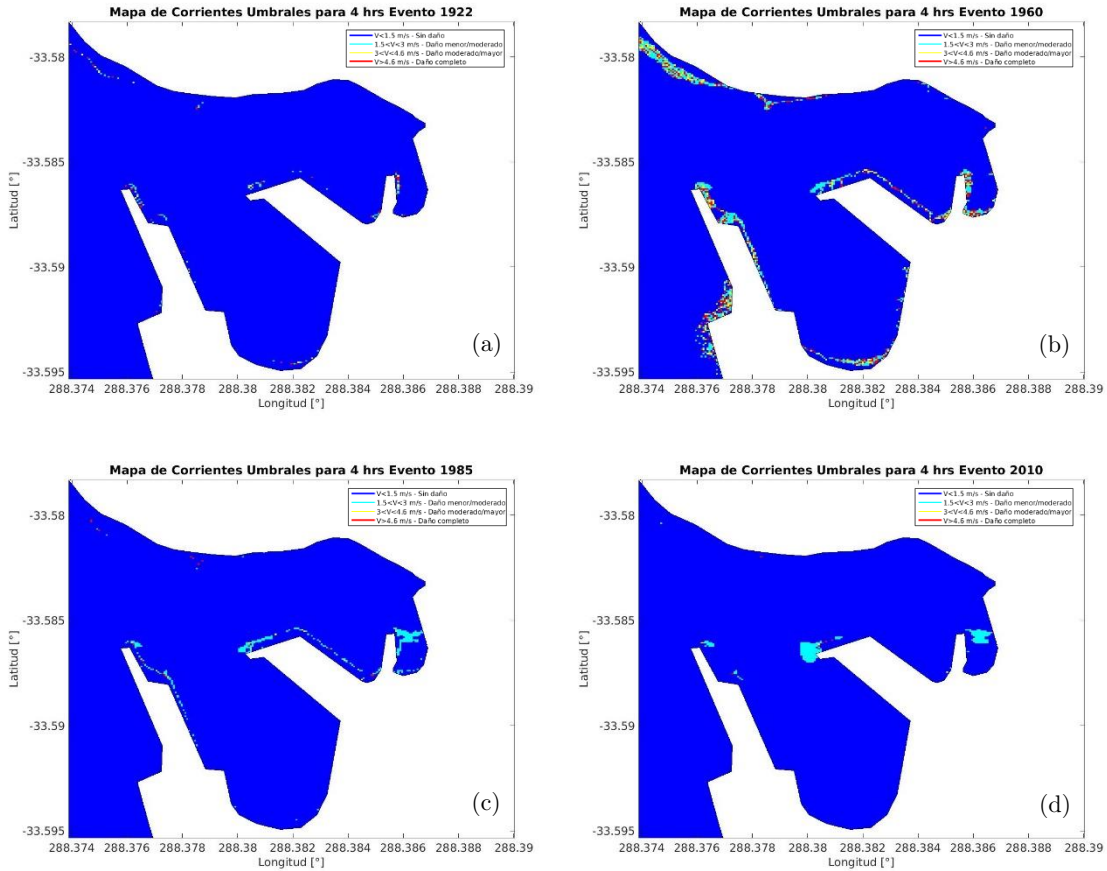 Mapa de Corrientes Umbrales para 4 hrs Evento 1922
V<1.5 m/s - Sin daño
1.5<V<3 m/s - Daño menor/moderado
3<V<4.6 m/s - Daño moderado/mayor
V>4.6 m/s - Daño completo
-33.58
-33.585
-33.59
-33.595
Latitud [°]
(a)
288.374 288.376 288.378 288.38 288.382 288.384 288.386 288.388 288.39
Longitud [°]
Mapa de Corrientes Umbrales para 4 hrs Evento 1960
V<1.5 m/s - Sin daño
1.5<V<3 m/s - Daño menor/moderado
3<V<4.6 m/s - Daño moderado/mayor
V>4.6 m/s - Daño completo
-33.58
-33.585
-33.59
-33.595
Latitud [°]
(b)
288.374 288.376 288.378 288.38 288.382 288.384 288.386 288.388 288.39
Longitud [°]
Mapa de Corrientes Umbrales para 4 hrs Evento 1985
V<1.5 m/s - Sin daño
1.5<V<3 m/s - Daño menor/moderado
3<V<4.6 m/s - Daño moderado/mayor
V>4.6 m/s - Daño completo
-33.58
-33.585
-33.59
-33.595
Latitud [°]
(c)
288.374 288.376 288.378 288.38 288.382 288.384 288.386 288.388 288.39
Longitud [°]
Mapa de Corrientes Umbrales para 4 hrs Evento 2010
V<1.5 m/s - Sin daño
1.5<V<3 m/s - Daño menor/moderado
3<V<4.6 m/s - Daño moderado/mayor
V>4.6 m/s - Daño completo
-33.58
-33.585
-33.59
-33.595
Latitud [°]
(d)
288.374 288.376 288.378 288.38 288.382 288.384 288.386 288.388 288.39
Longitud [°]